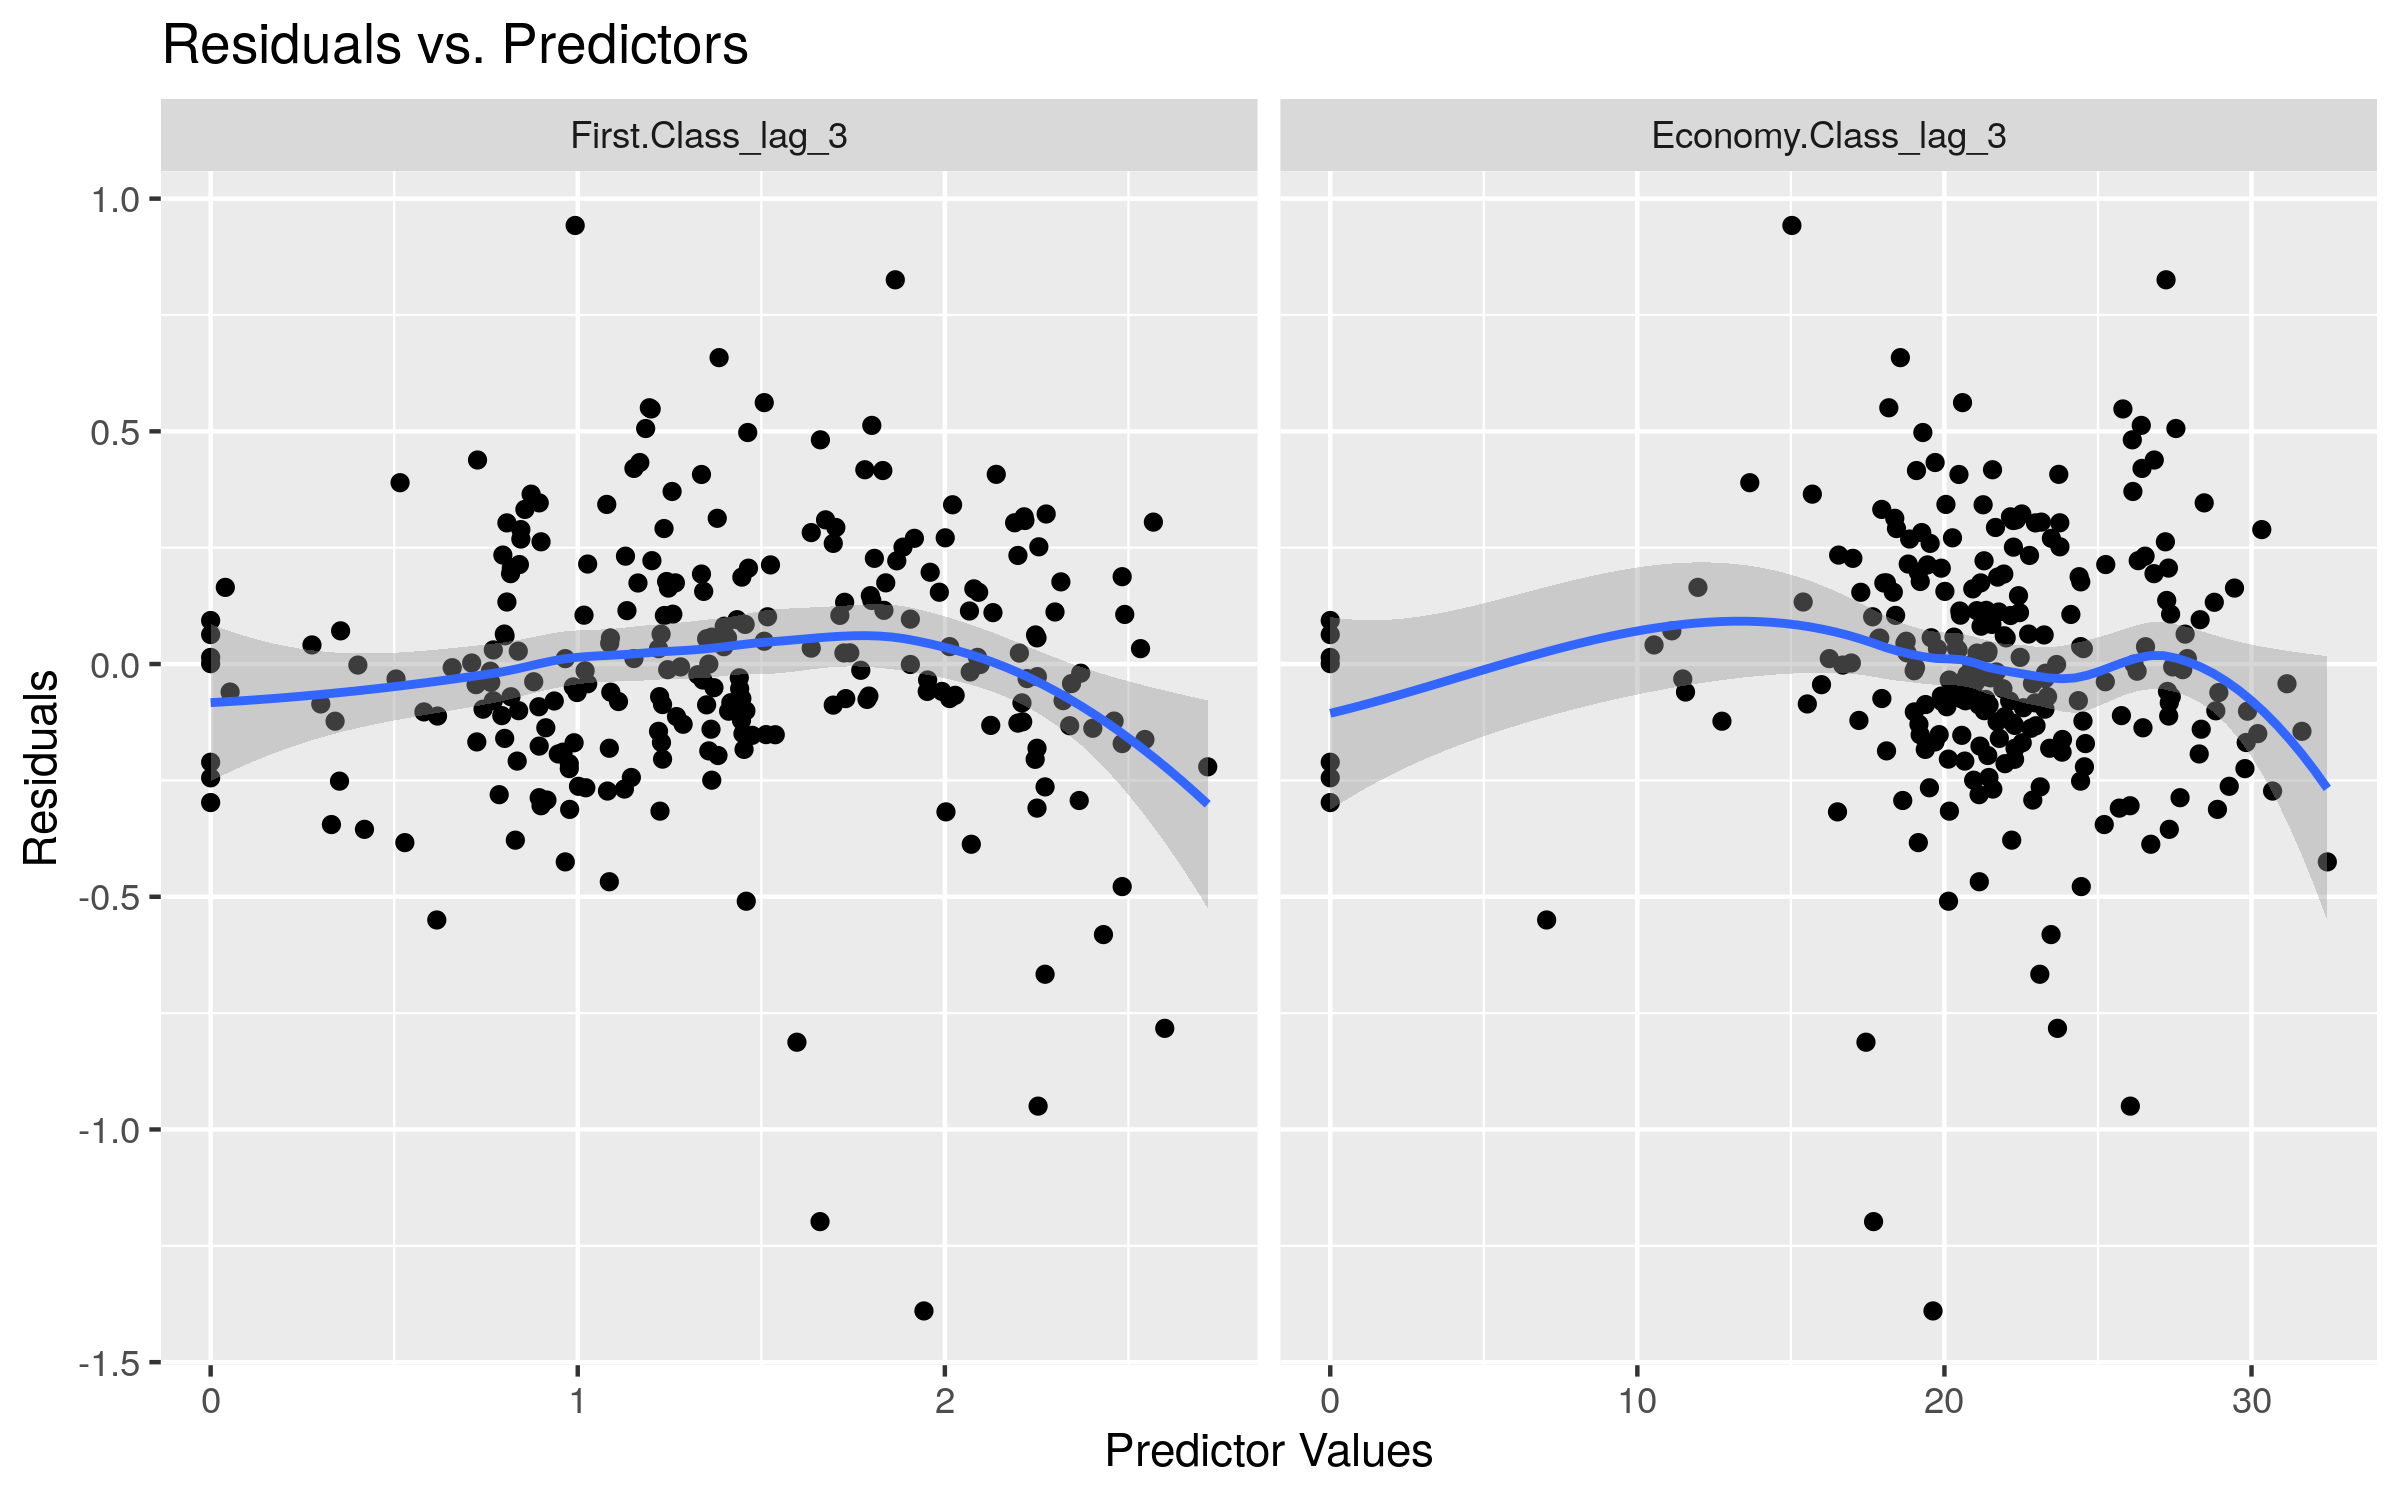 Residuals vs. Predictors
First.Class_lag_3
Economy.Class_lag_3
Residuals
1.0
0.5
0.0
-0.5
-1.0
-1.5
0
1
2
0
10
20
30
Predictor Values